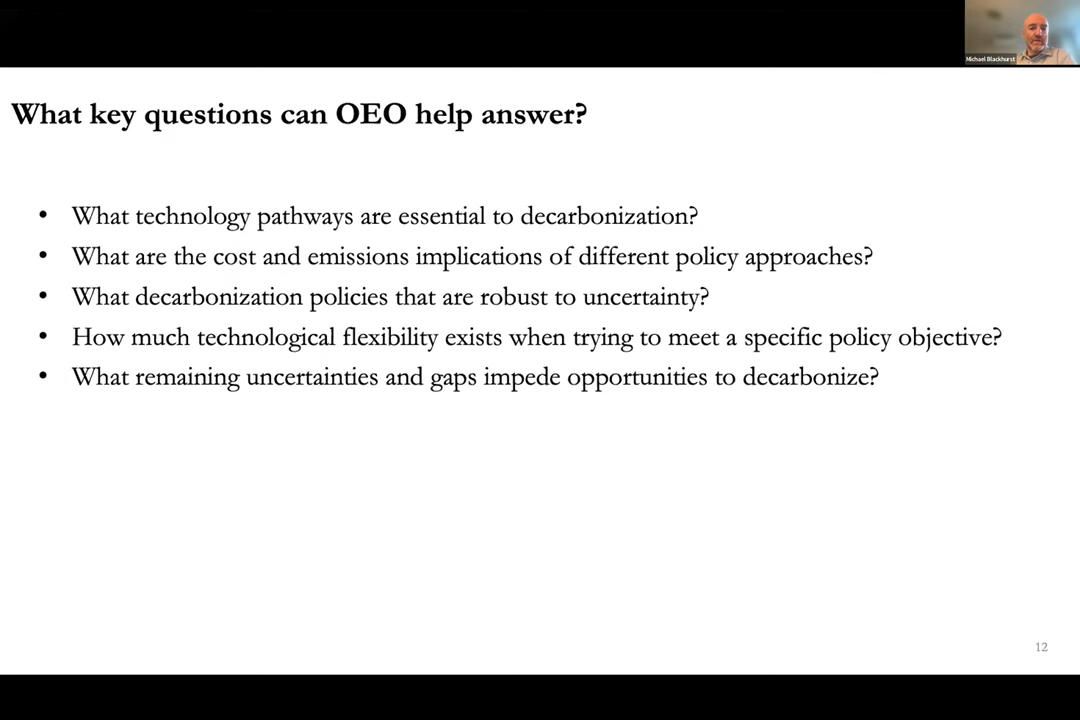 Michael Blackhurst
What key questions can OEO help answer?
• What technology pathways are essential to decarbonization?
• What are the cost and emissions implications of different policy approaches?
• What decarbonization policies that are robust to uncertainty?
• How much technological flexibility exists when trying to meet a specific policy objective?
• What remaining uncertainties and gaps impede opportunities to decarbonize?
12